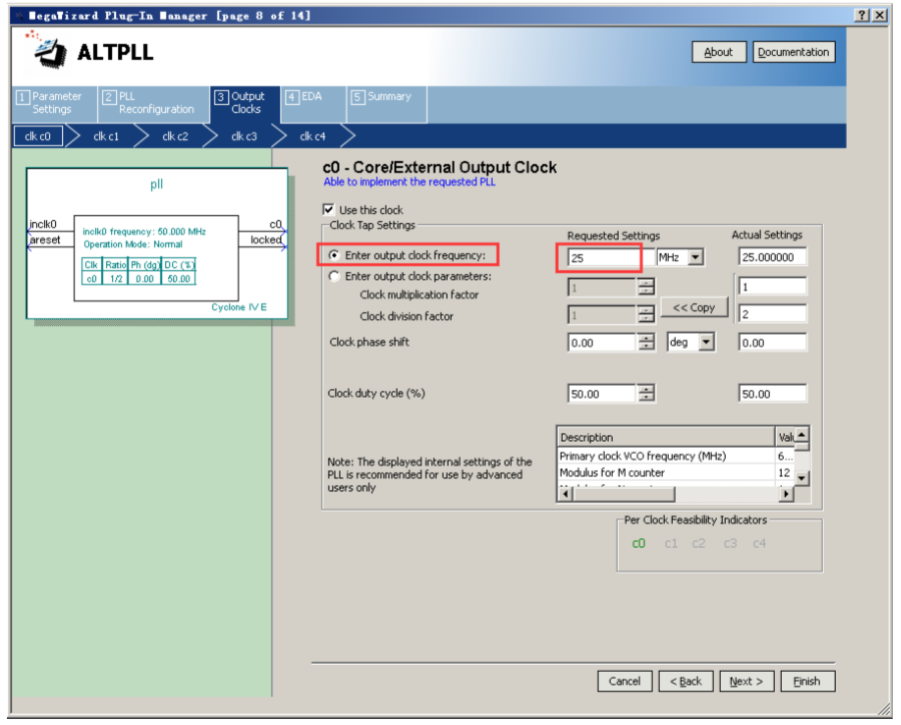 MegaWizard Plug-In Manager [page 8 of 14]
ALTPLL
About
Documentation
1 Parameter Settings
2 PLL Reconfiguration
3 Output Clocks
4 EDA
5 Summary
clk c0
clk c1
clk c2
clk c3
clk c4
pll
inclk0
areset
c0
locked
inclk0 frequency: 50.000 MHz
Operation Mode: Normal
Clk Ratio Ph (dg) DC (%)
c0 1/2 0.00 50.00
Cyclone IV E
c0 - Core/External Output Clock
Able to implement the requested PLL
Use this clock
Clock Tap Settings
Requested Settings
Actual Settings
Enter output clock frequency:
25
MHz
25.000000
Enter output clock parameters:
Clock multiplication factor
1
1
<< Copy
Clock division factor
1
2
Clock phase shift
0.00
deg
0.00
Clock duty cycle (%)
50.00
50.00
Note: The displayed internal settings of the
PLL is recommended for use by advanced
users only
Description
Primary clock VCO frequency (MHz) 6...
Modulus for M counter 12
Per Clock Feasibility Indicators
c0 c1 c2 c3 c4
Cancel
< Back
Next >
Finish